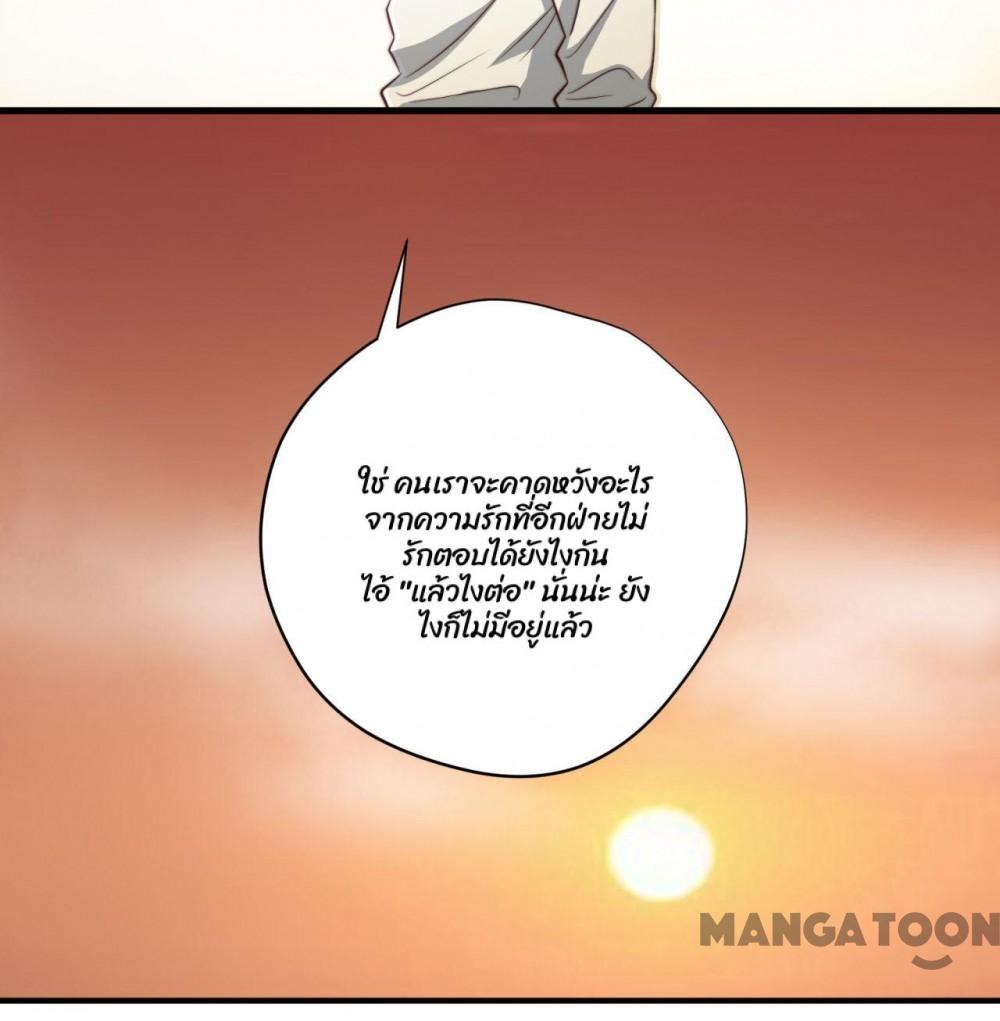 ใช่ คนเราจะคาดหวังอะไร
จากความรักที่อีกฝ่ายไม่
รักตอบได้ยังไงกัน
ไอ้ "แล้วไงต่อ" นั่นน่ะ ยัง
ไงก็ไม่มีอยู่แล้ว
MANGATOON